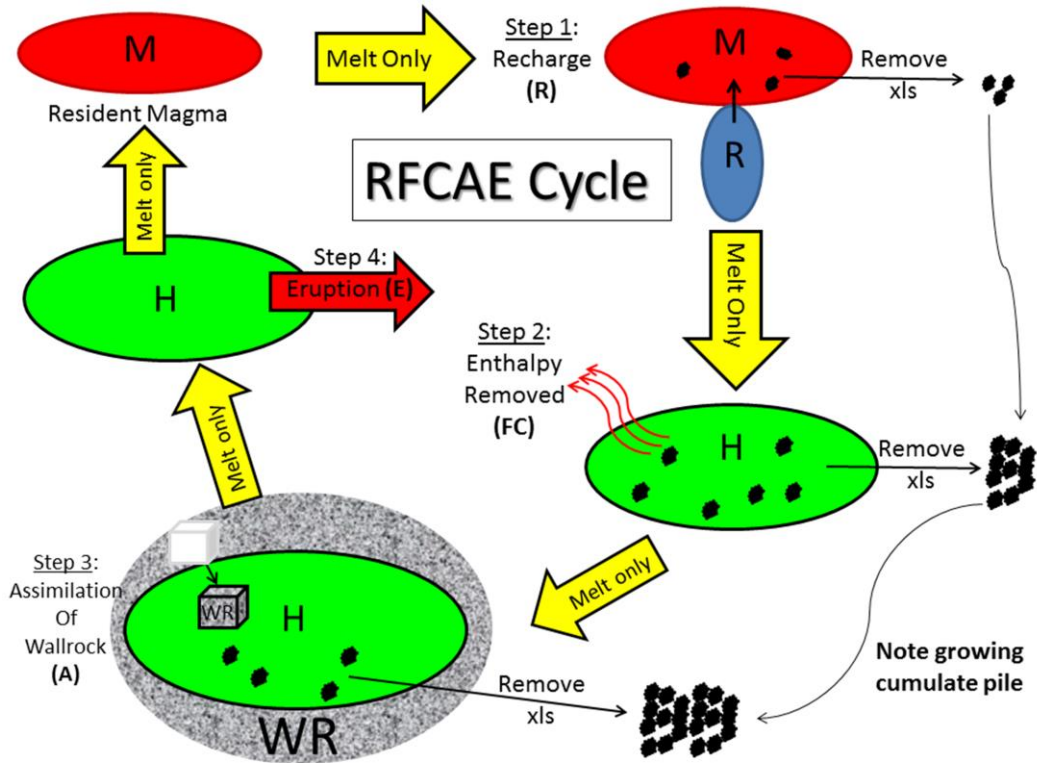 M
Resident Magma
Melt Only
Step 1:
Recharge
(R)
M
R
Remove
xls
RFCAE Cycle
Melt only
H
Step 4:
Eruption (E)
Melt Only
Step 2:
Enthalpy
Removed
(FC)
H
Remove
xls
Melt only
Melt only
Step 3:
Assimilation
Of
Wallrock
(A)
WR
H
WR
Remove
xls
Note growing
cumulate pile